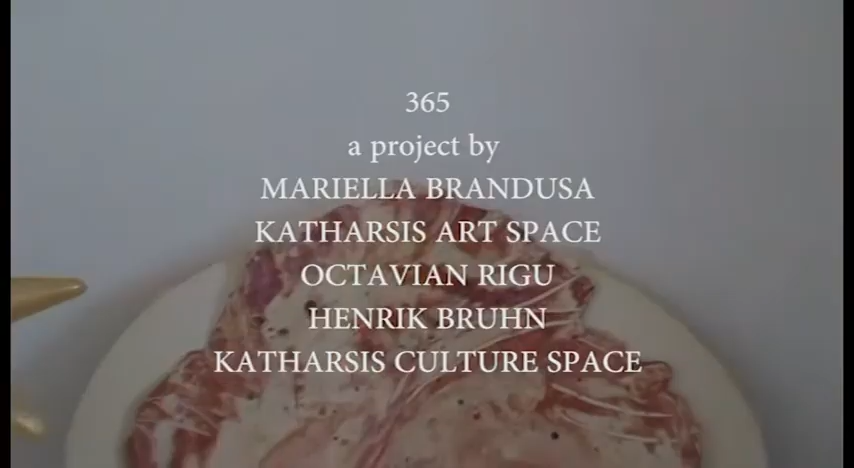 365
a project by
MARIELLA BRANDUSA
KATHARSIS ART SPACE
OCTAVIAN RIGU
HENRIK BRUHN
KATHARSIS CULTURE SPACE